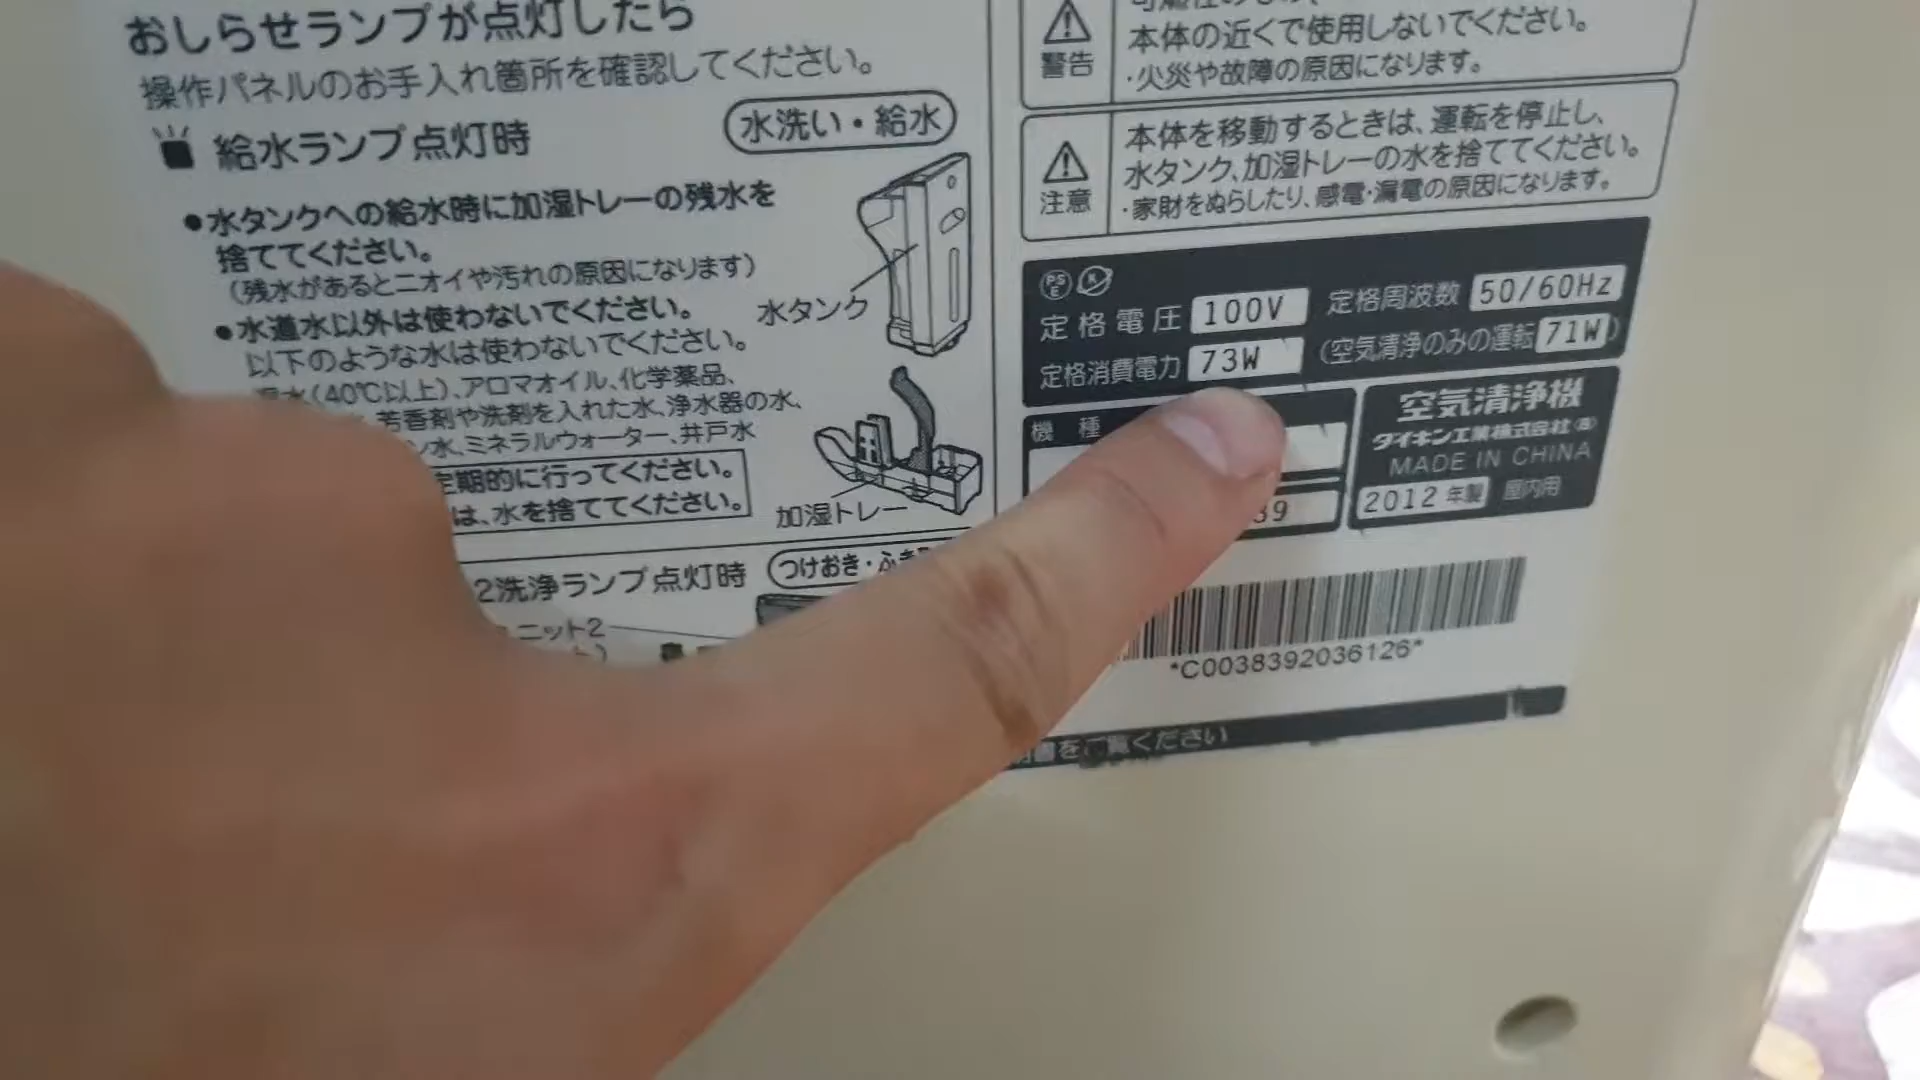 おしらせランプが点灯したら
操作パネルのお手入れ箇所を確認してください。
給水ランプ点灯時
水洗い・給水
●水タンクへの給水時に加湿トレーの残水を
捨ててください。
(残水があるとニオイや汚れの原因になります)
●水道水以外は使わないでください。
以下のような水は使わないでください。
水(40℃以上)、アロマオイル、化学薬品、
芳香剤や洗剤を入れた水、浄水器の水、
ン水、ミネラルウォーター、井戸水
定期的に行ってください。
は、水を捨ててください。
水タンク
加湿トレー
2洗浄ランプ点灯時
つけおき・ふき
ニット2
警告
本体の近くで使用しないでください。
・火災や故障の原因になります。
注意
本体を移動するときは、運転を停止し、
水タンク、加湿トレーの水を捨ててください。
・家財をぬらしたり、感電・漏電の原因になります。
PSE
定格電圧 100V 定格周波数 50/60Hz
定格消費電力 73W (空気清浄のみの運転 71W)
機種
39
空気清浄機
ダイキン工業株式会社
MADE IN CHINA
2012年製 屋内用
*C0038392036126*
書をご覧ください